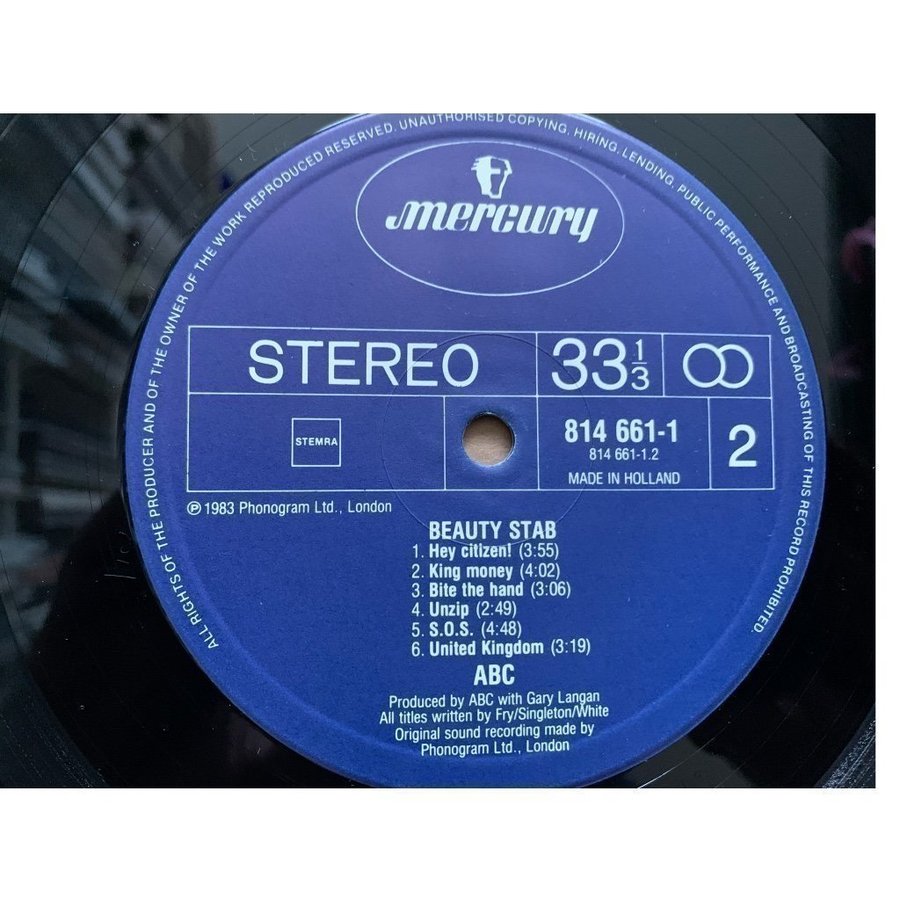 ALL RIGHTS OF THE PRODUCER AND OF THE OWNER OF THE WORK REPRODUCED RESERVED. UNAUTHORISED COPYING, HIRING, LENDING, PUBLIC PERFORMANCE AND BROADCASTING OF THIS RECORD PROHIBITED.
mercury
STEREO
33 1/3
STEMRA
814 661-1
814 661-1.2
MADE IN HOLLAND
2
℗ 1983 Phonogram Ltd., London
BEAUTY STAB
1. Hey citizen! (3:55)
2. King money (4:02)
3. Bite the hand (3:06)
4. Unzip (2:49)
5. S.O.S. (4:48)
6. United Kingdom (3:19)
ABC
Produced by ABC with Gary Langan
All titles written by Fry/Singleton/White
Original sound recording made by
Phonogram Ltd., London